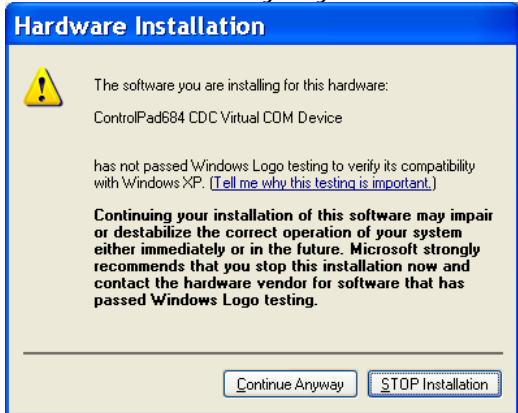 Hardware Installation
The software you are installing for this hardware:
ControlPad684 CDC Virtual COM Device
has not passed Windows Logo testing to verify its compatibility
with Windows XP. (Tell me why this testing is important.)
Continuing your installation of this software may impair
or destabilize the correct operation of your system
either immediately or in the future. Microsoft strongly
recommends that you stop this installation now and
contact the hardware vendor for software that has
passed Windows Logo testing.
Continue Anyway
STOP Installation